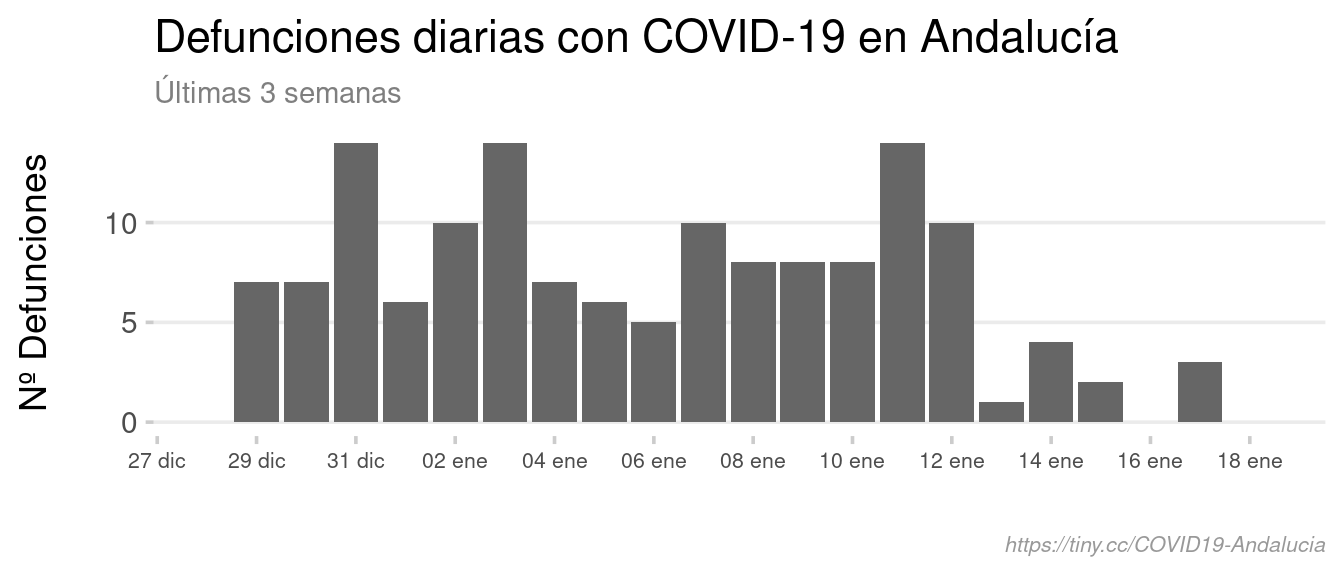 Defunciones diarias con COVID-19 en Andalucía
Últimas 3 semanas
Nº Defunciones
10
5
0
27 dic 29 dic 31 dic 02 ene 04 ene 06 ene 08 ene 10 ene 12 ene 14 ene 16 ene 18 ene
https://tiny.cc/COVID19-Andalucia